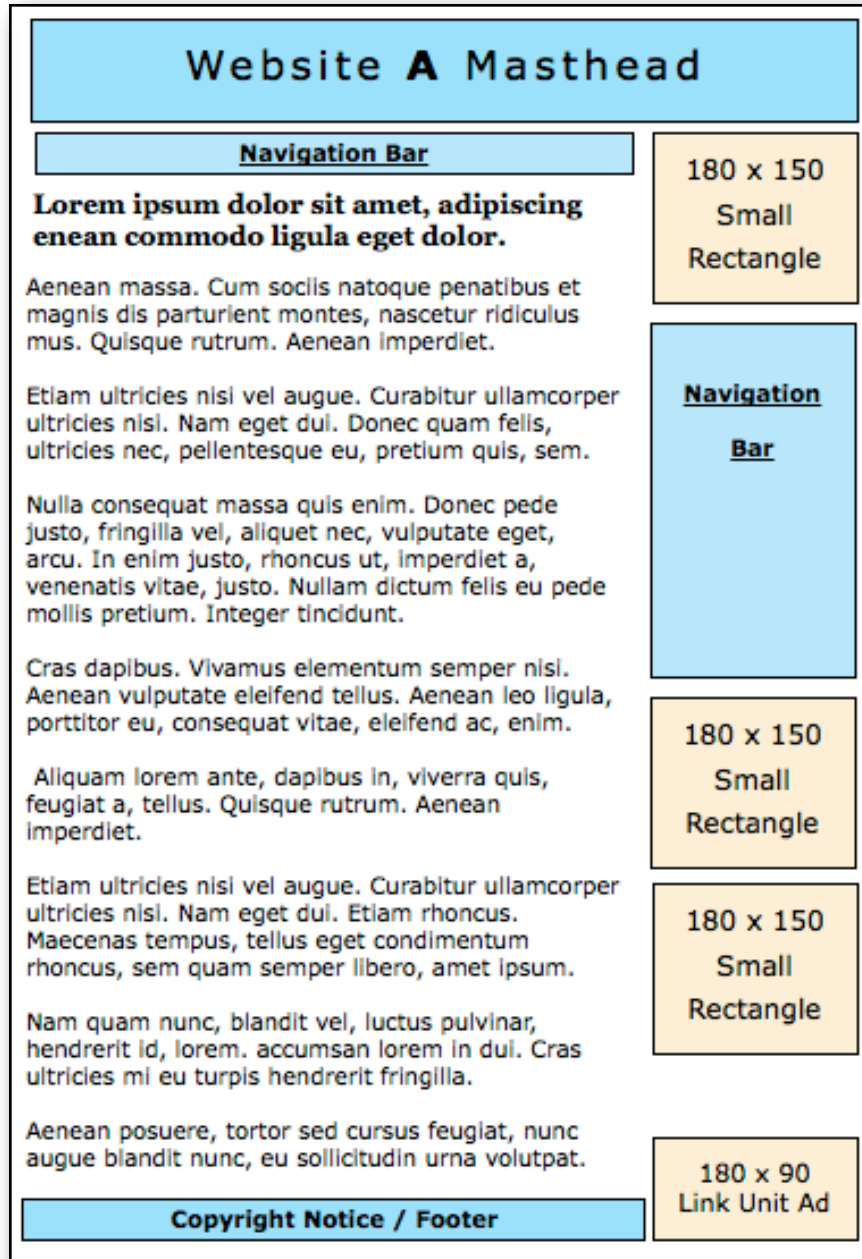 Website A Masthead
Navigation Bar
Lorem ipsum dolor sit amet, adipiscing
enean commodo ligula eget dolor.
Aenean massa. Cum sociis natoque penatibus et
magnis dis parturient montes, nascetur ridiculus
mus. Quisque rutrum. Aenean imperdiet.
Etiam ultricies nisi vel augue. Curabitur ullamcorper
ultricies nisi. Nam eget dui. Donec quam felis,
ultricies nec, pellentesque eu, pretium quis, sem.
Nulla consequat massa quis enim. Donec pede
justo, fringilla vel, aliquet nec, vulputate eget,
arcu. In enim justo, rhoncus ut, imperdiet a,
venenatis vitae, justo. Nullam dictum felis eu pede
mollis pretium. Integer tincidunt.
Cras dapibus. Vivamus elementum semper nisi.
Aenean vulputate eleifend tellus. Aenean leo ligula,
porttitor eu, consequat vitae, eleifend ac, enim.
Aliquam lorem ante, dapibus in, viverra quis,
feugiat a, tellus. Quisque rutrum. Aenean
imperdiet.
Etiam ultricies nisi vel augue. Curabitur ullamcorper
ultricies nisi. Nam eget dui. Etiam rhoncus.
Maecenas tempus, tellus eget condimentum
rhoncus, sem quam semper libero, amet ipsum.
Nam quam nunc, blandit vel, luctus pulvinar,
hendrerit id, lorem. accumsan lorem in dui. Cras
ultricies mi eu turpis hendrerit fringilla.
Aenean posuere, tortor sed cursus feugiat, nunc
augue blandit nunc, eu sollicitudin urna volutpat.
Copyright Notice / Footer
180 x 150
Small
Rectangle
Navigation
Bar
180 x 150
Small
Rectangle
180 x 150
Small
Rectangle
180 x 90
Link Unit Ad